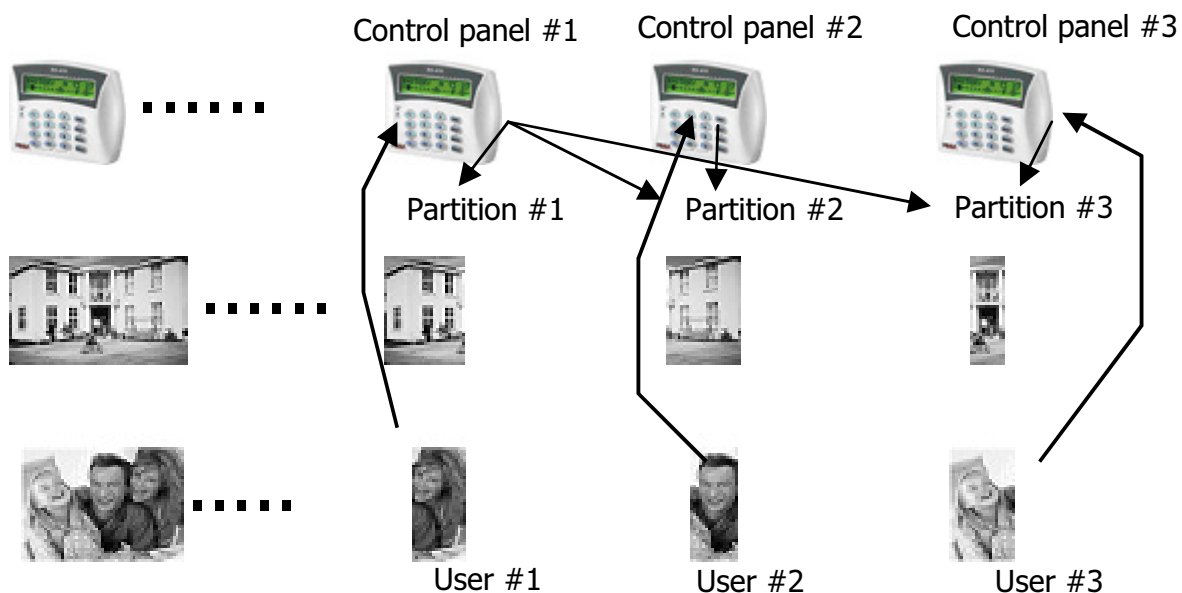 Control panel #1
Control panel #2
Control panel #3
Partition #1
Partition #2
Partition #3
User #1
User #2
User #3